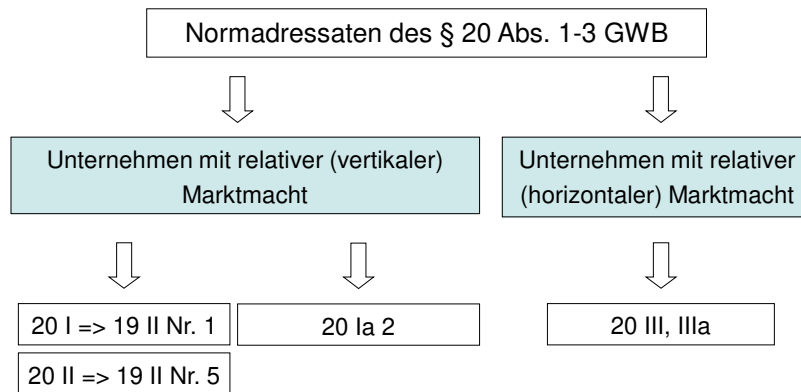 Normadressaten des § 20 Abs. 1-3 GWB
Unternehmen mit relativer (vertikaler)
Marktmacht
Unternehmen mit relativer
(horizontaler) Marktmacht
20 I => 19 II Nr. 1
20 II => 19 II Nr. 5
20 Ia 2
20 III, IIIa